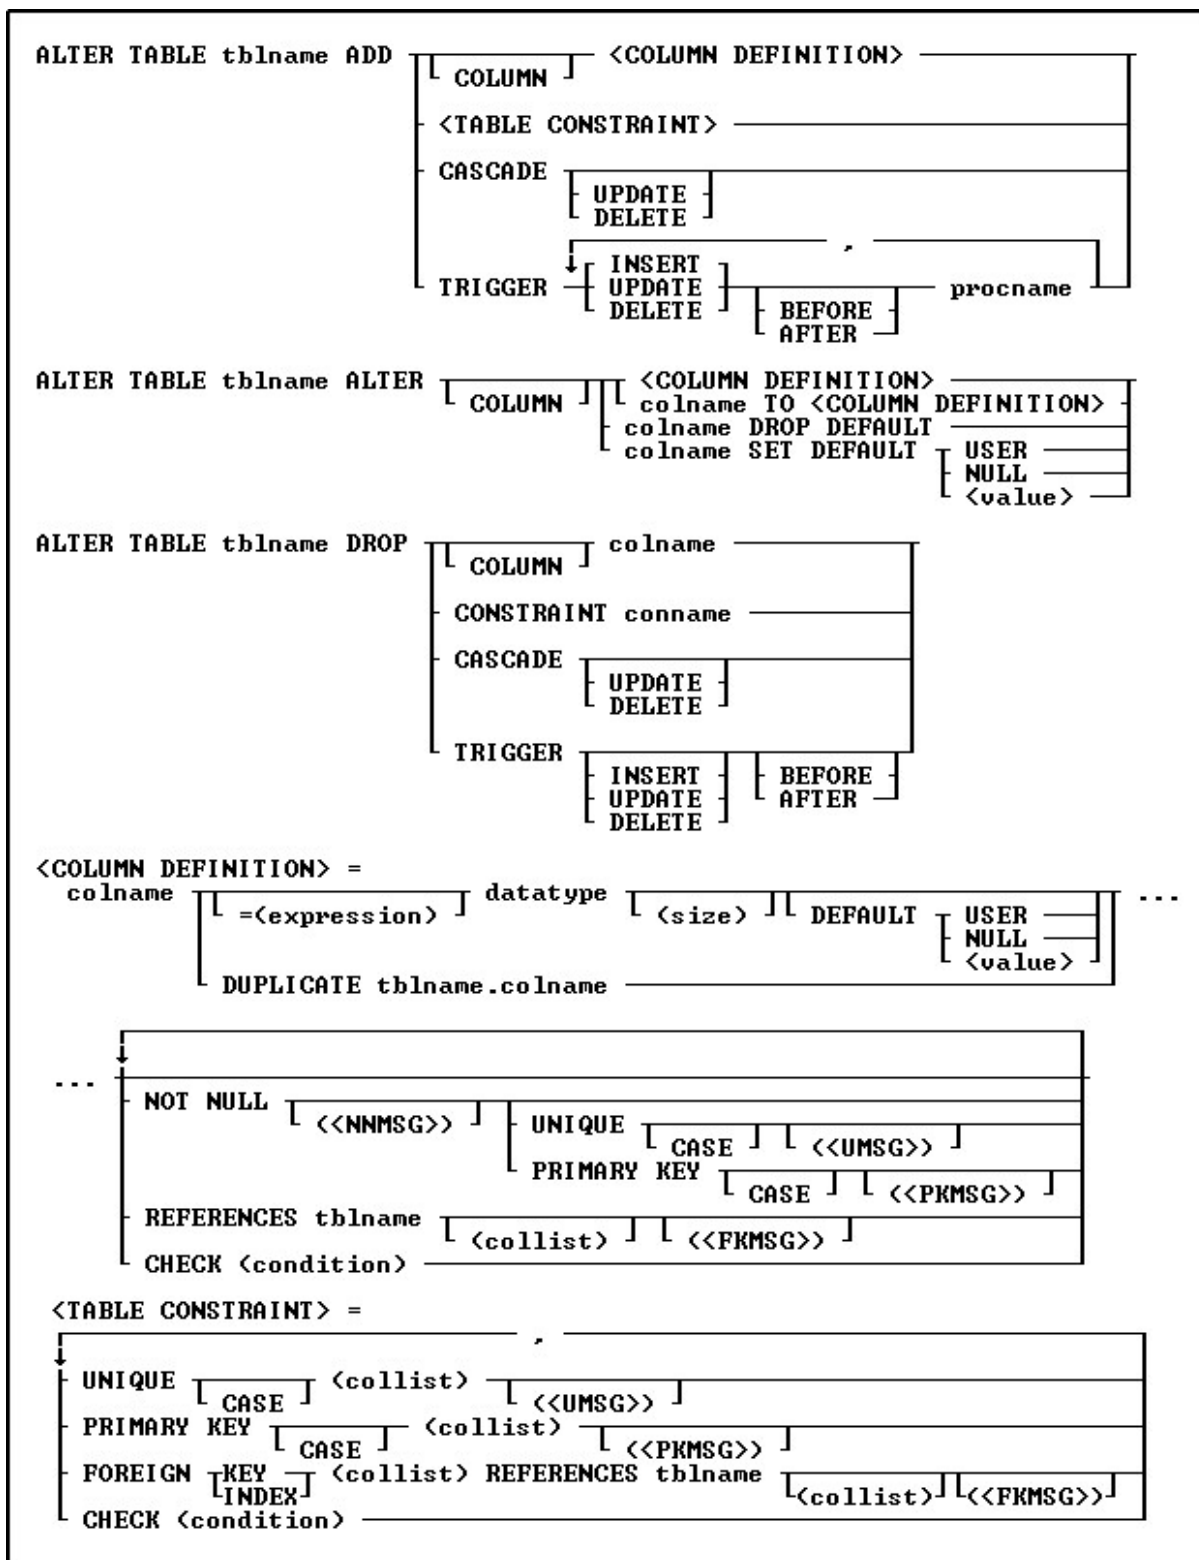 ALTER TABLE tblname ADD <COLUMN DEFINITION>
COLUMN
<TABLE CONSTRAINT>
CASCADE
UPDATE
DELETE
,
INSERT
TRIGGER UPDATE procname
DELETE BEFORE
AFTER
ALTER TABLE tblname ALTER <COLUMN DEFINITION>
COLUMN colname TO <COLUMN DEFINITION>
colname DROP DEFAULT
colname SET DEFAULT USER
NULL
<value>
ALTER TABLE tblname DROP colname
COLUMN
CONSTRAINT conname
CASCADE
UPDATE
DELETE
TRIGGER
INSERT BEFORE
UPDATE AFTER
DELETE
<COLUMN DEFINITION> =
colname datatype ...
=(expression) (size) DEFAULT USER
NULL
<value>
DUPLICATE tblname.colname
...
NOT NULL
(<NNMSG>) UNIQUE
CASE (<UMSG>)
PRIMARY KEY
CASE (<PKMSG>)
REFERENCES tblname
(collist) (<FKMSG>)
CHECK (condition)
<TABLE CONSTRAINT> =
,
UNIQUE (collist)
CASE (<UMSG>)
PRIMARY KEY (collist)
CASE (<PKMSG>)
FOREIGN KEY (collist) REFERENCES tblname
INDEX (collist) (<FKMSG>)
CHECK (condition)